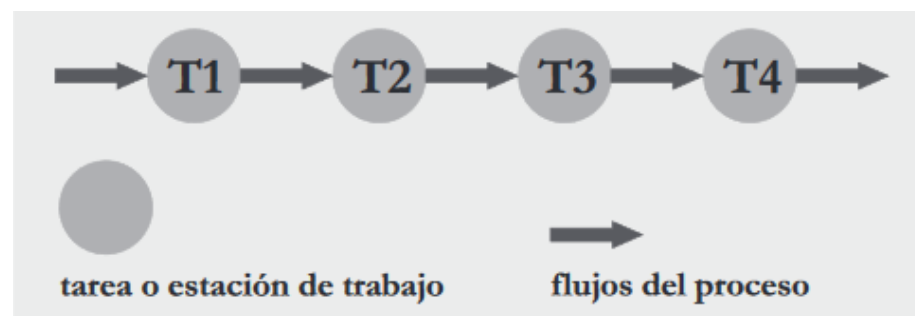 T1 T2 T3 T4
tarea o estación de trabajo
flujos del proceso